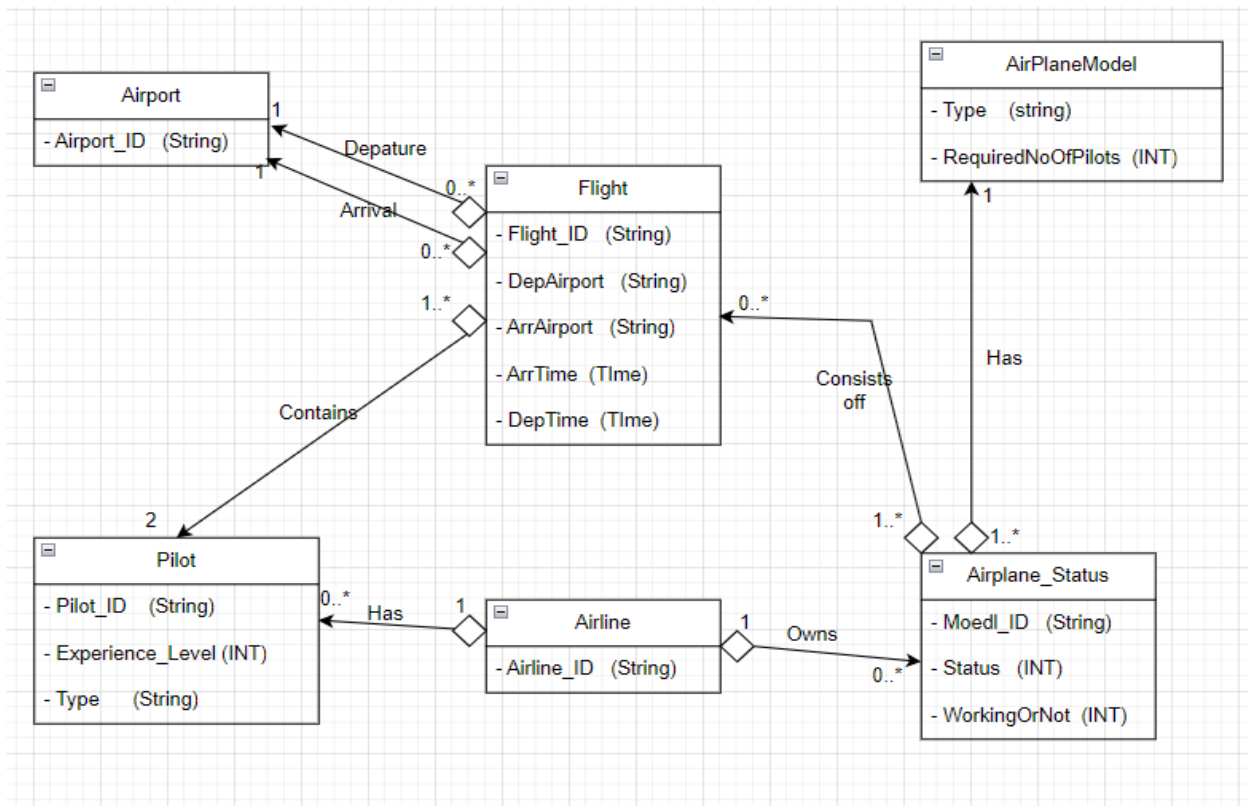 Airport
- Airport_ID (String)
1
Depature
0..*
1
Arrival
0..*
Flight
- Flight_ID (String)
- DepAirport (String)
- ArrAirport (String)
- ArrTime (TIme)
- DepTime (TIme)
AirPlaneModel
- Type (string)
- RequiredNoOfPilots (INT)
1
Has
1..*
0..*
Consists
off
1..*
1..*
Contains
2
Pilot
- Pilot_ID (String)
- Experience_Level (INT)
- Type (String)
0..*
Has
1
Airline
- Airline_ID (String)
1
Owns
0..*
Airplane_Status
- Moedl_ID (String)
- Status (INT)
- WorkingOrNot (INT)